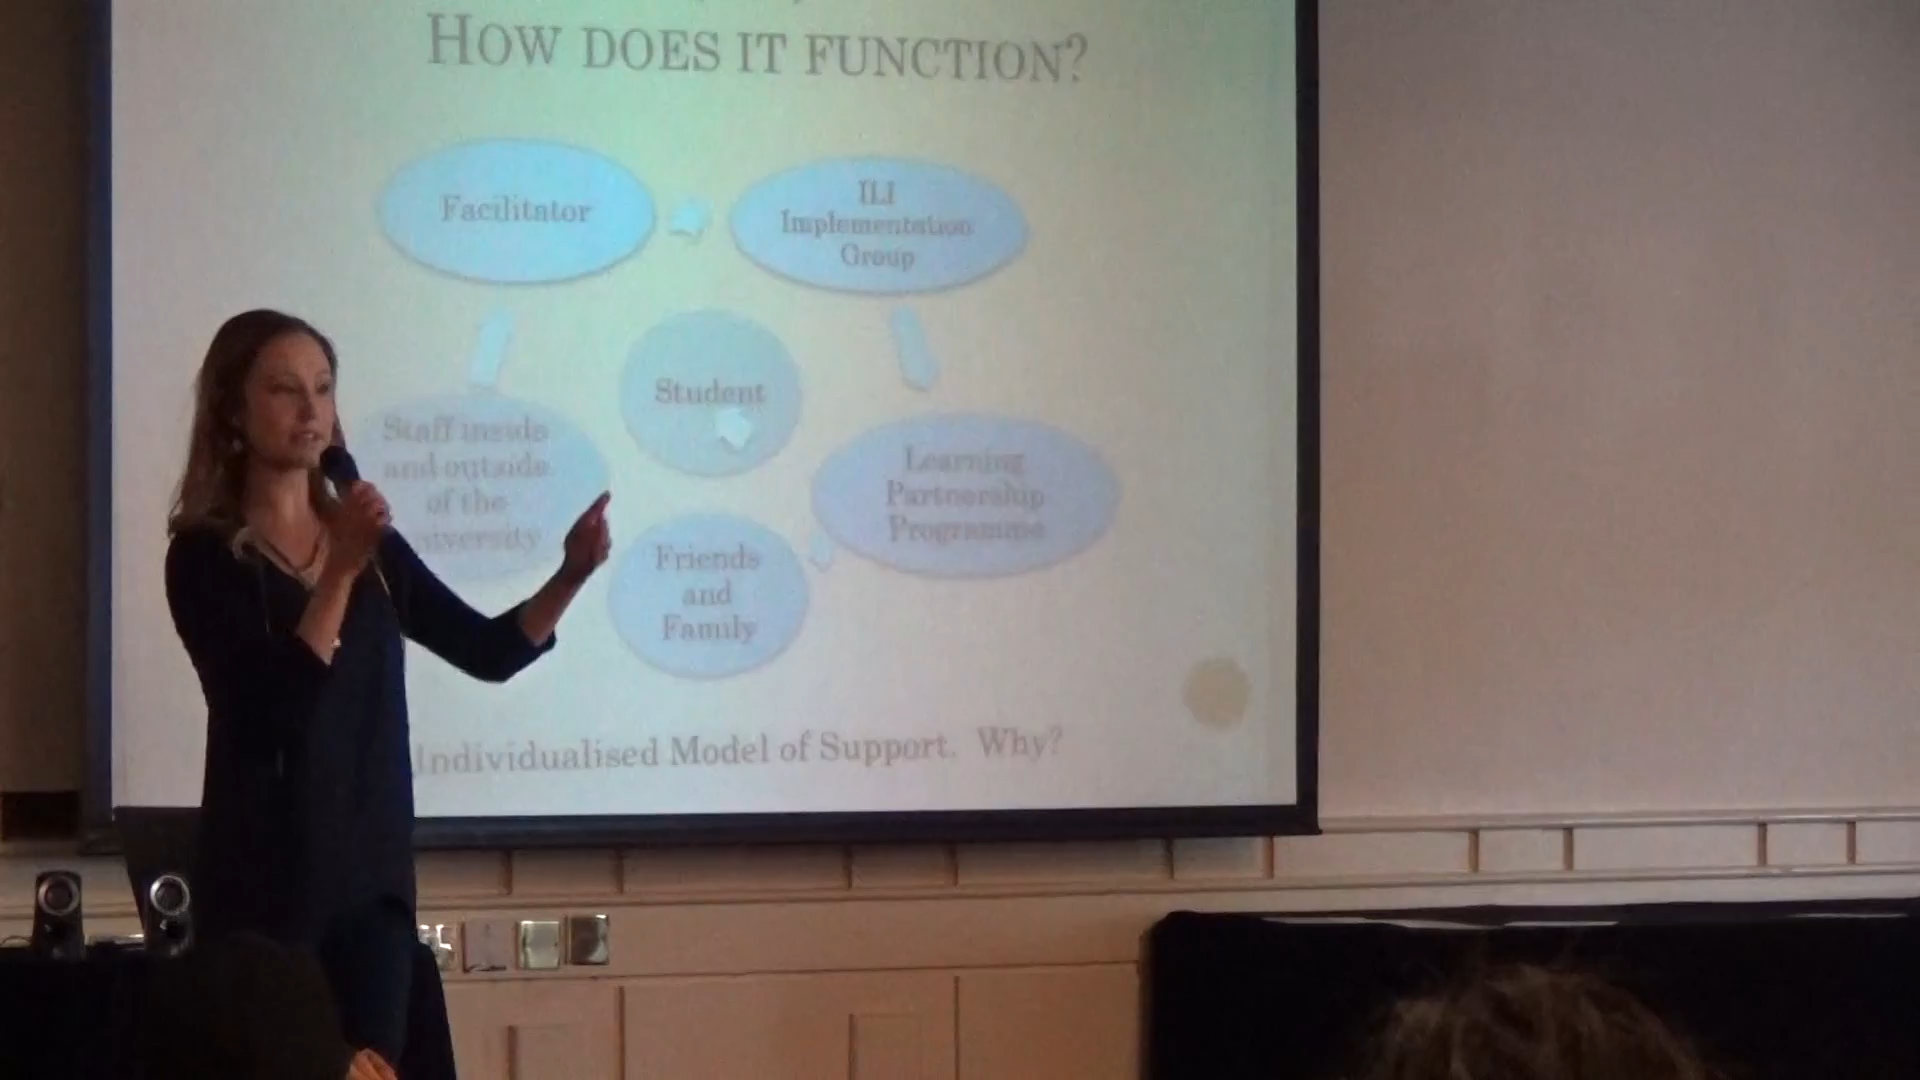 HOW DOES IT FUNCTION?
Facilitator
ILI
Implementation
Group
Student
Staff inside
and outside
of the
Learning
Partnership
Programme
Friends
and
Family
Individualised Model of Support. Why?